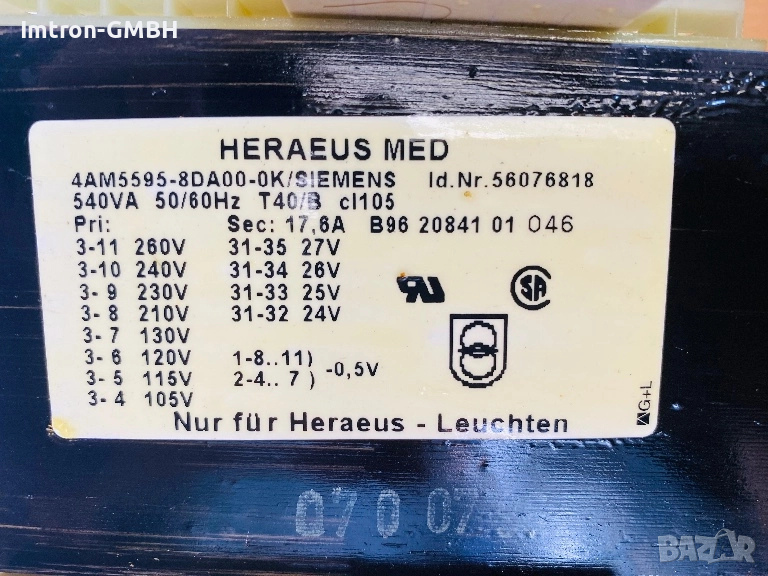 Imtron-GMBH
HERAEUS MED
4AM5595-8DA00-0K/SIEMENS Id.Nr.56076818
540VA 50/60Hz T40/B cl105
Pri: Sec: 17,6A B96 20841 01 046
3-11 260V 31-35 27V
3-10 240V 31-34 26V
3- 9 230V 31-33 25V
3- 8 210V 31-32 24V
3- 7 130V
3- 6 120V 1-8..11)
3- 5 115V 2-4.. 7 ) -0,5V
3- 4 105V
Nur für Heraeus - Leuchten
G+L
SA
070 07
BAZAR